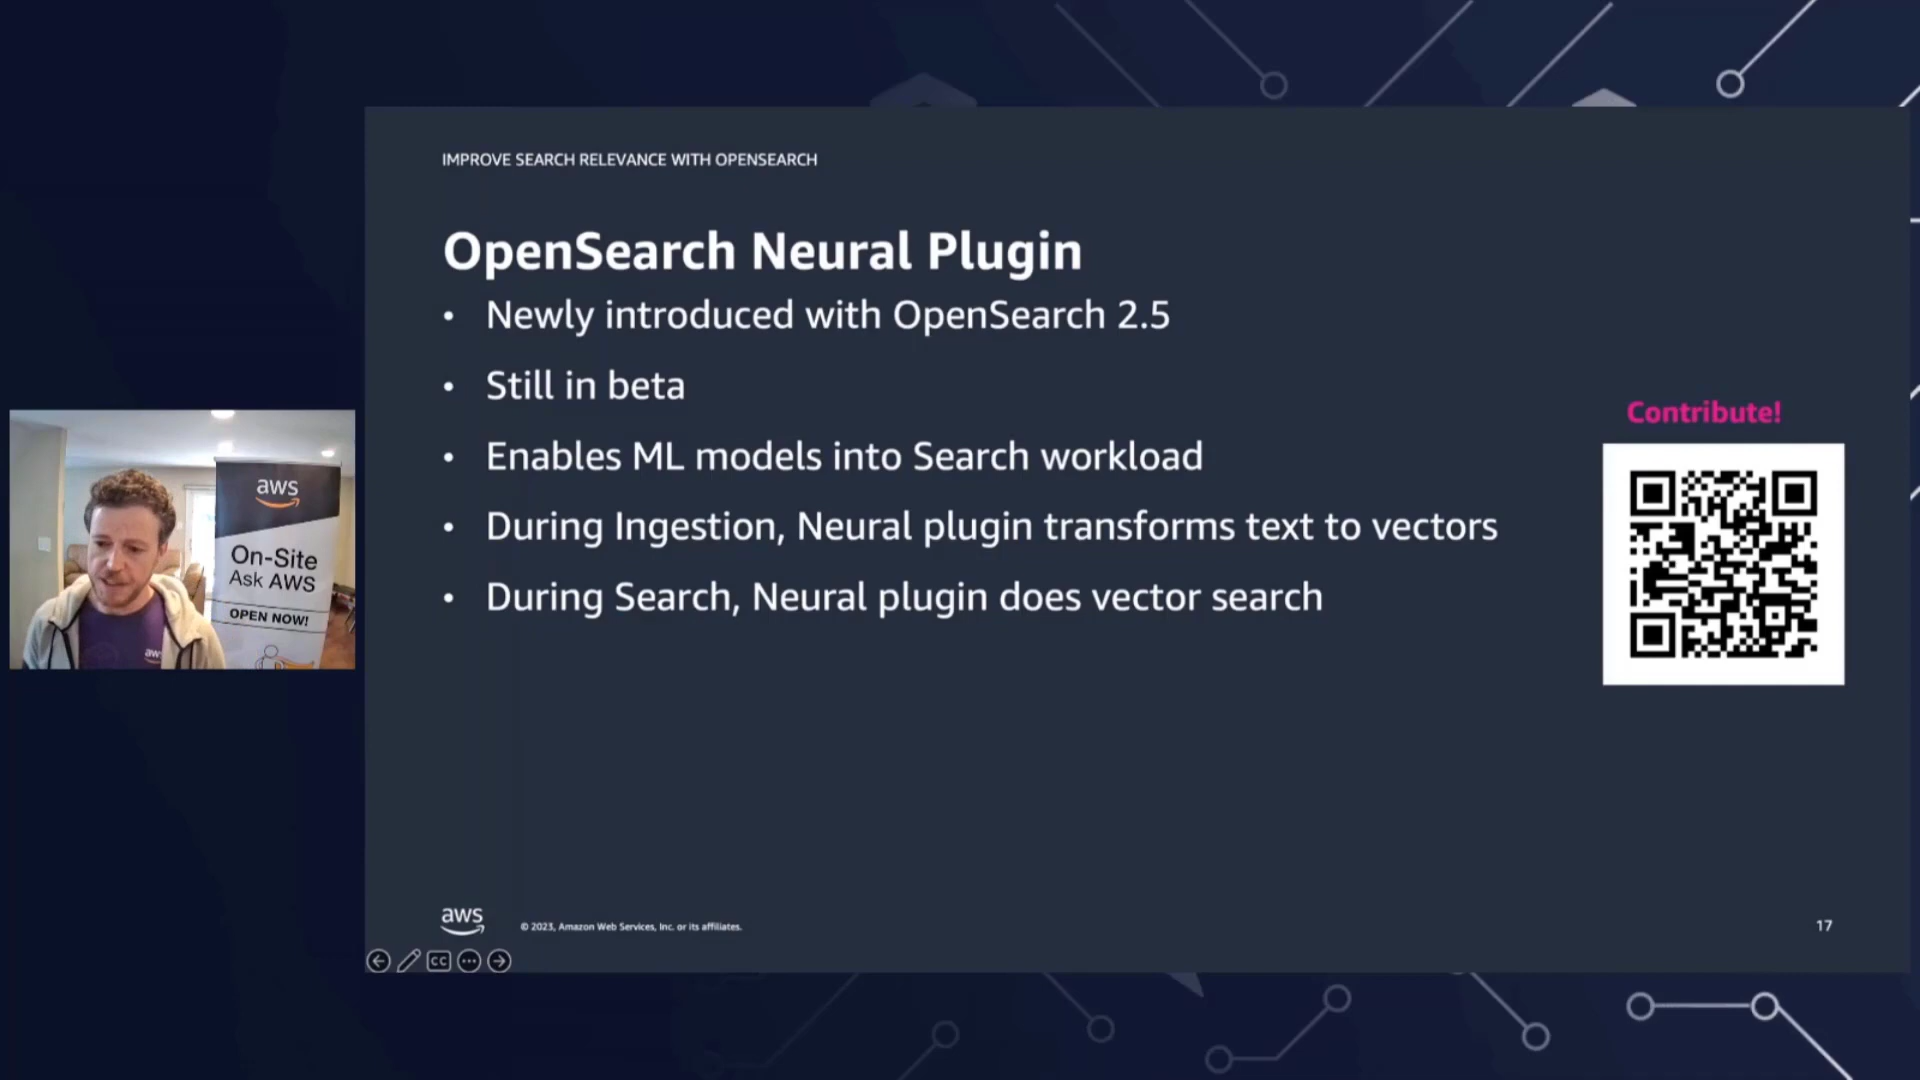 IMPROVE SEARCH RELEVANCE WITH OPENSEARCH
OpenSearch Neural Plugin
• Newly introduced with OpenSearch 2.5
• Still in beta
• Enables ML models into Search workload
• During Ingestion, Neural plugin transforms text to vectors
• During Search, Neural plugin does vector search
Contribute!
aws
On-Site
Ask AWS
OPEN NOW!
aws
aws
© 2023, Amazon Web Services, Inc. or its affiliates.
17
CC